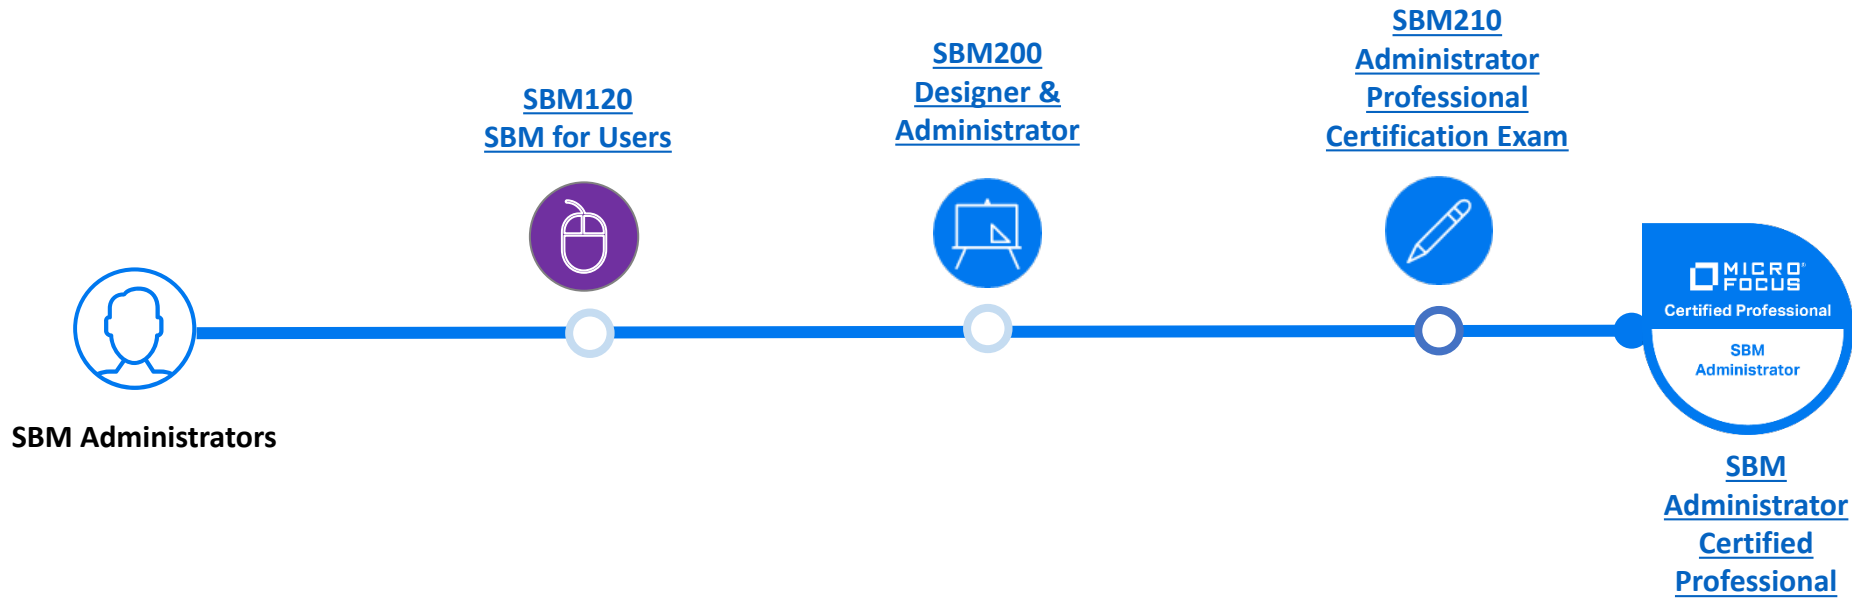 SBM120
SBM for Users
SBM200
Designer &
Administrator
SBM210
Administrator
Professional
Certification Exam
SBM Administrators
MICRO®
FOCUS
Certified Professional
SBM
Administrator
SBM
Administrator
Certified
Professional